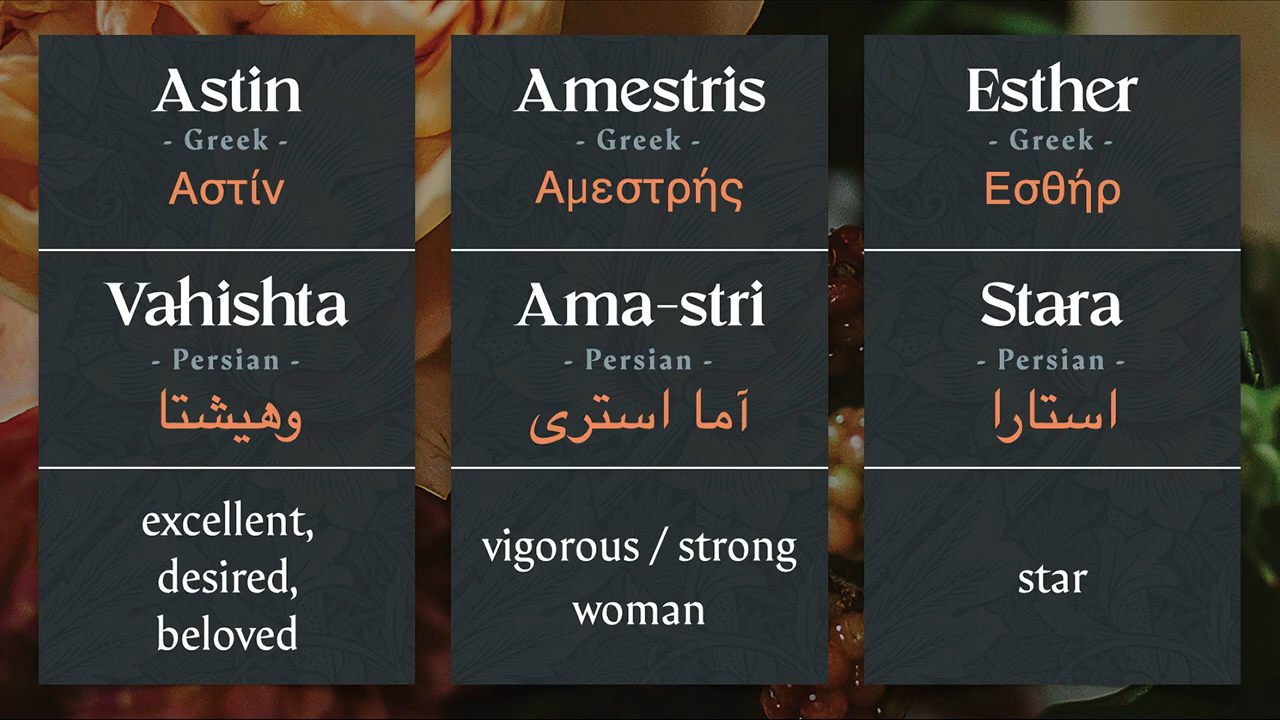 Astin
- Greek -
Αστίν
Vahishta
- Persian -
وهیشتا
excellent,
desired,
beloved
Amestris
- Greek -
Αμεστρής
Ama-stri
- Persian -
آما استری
vigorous / strong
woman
Esther
- Greek -
Εσθήρ
Stara
- Persian -
استارا
star